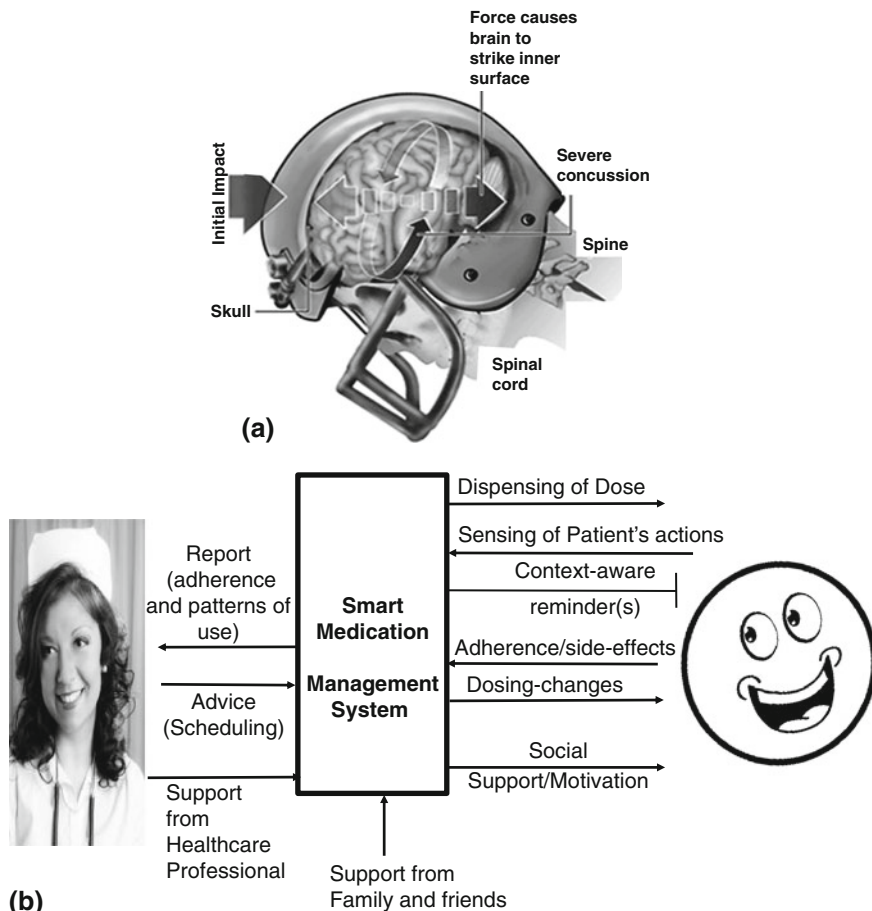 Force causes
brain to
strike inner
surface
Severe
concussion
Initial Impact
Spine
Skull
Spinal
cord
(a)
Dispensing of Dose
Sensing of Patient's actions
Report
(adherence
and patterns of
use)
Context-aware
reminder(s)
Smart
Medication
Management
System
Adherence/side-effects
Dosing-changes
Advice
(Scheduling)
Social
Support/Motivation
Support
from
Healthcare
Professional
Support from
Family and friends
(b)